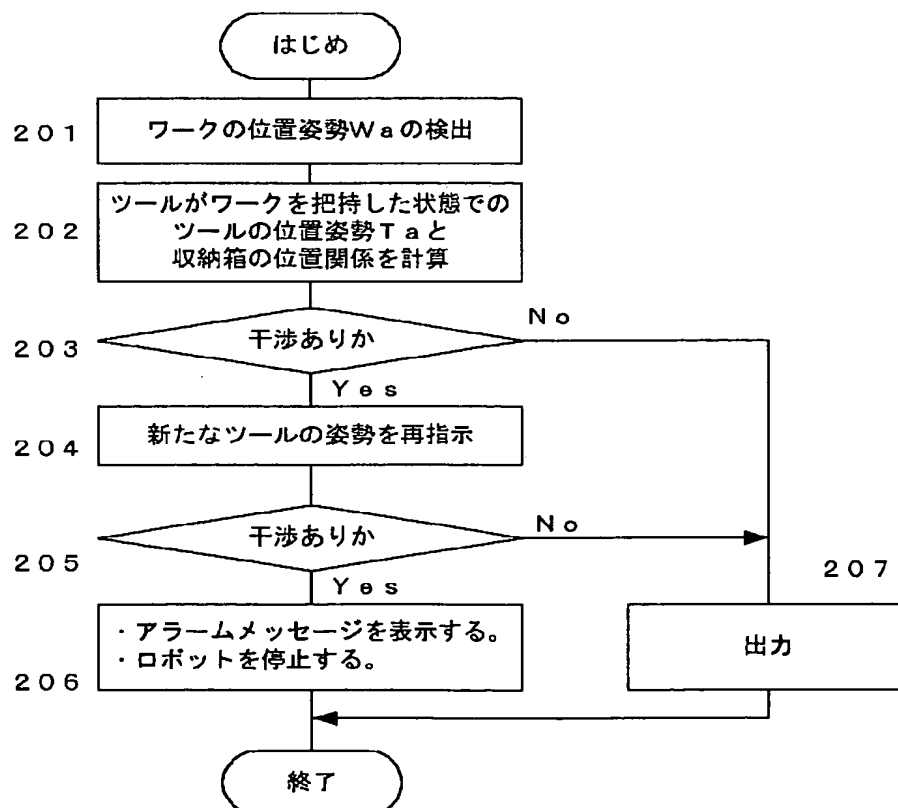 はじめ
201
ワークの位置姿勢Waの検出
202
ツールがワークを把持した状態での
ツールの位置姿勢Taと
収納箱の位置関係を計算
203
干渉ありか
No
Yes
204
新たなツールの姿勢を再指示
205
干渉ありか
No
Yes
206
・アラームメッセージを表示する。
・ロボットを停止する。
207
出力
終了